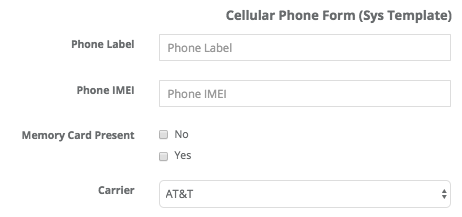 Cellular Phone Form (Sys Template)
Phone Label Phone Label
Phone IMEI Phone IMEI
Memory Card Present No
Yes
Carrier AT&T